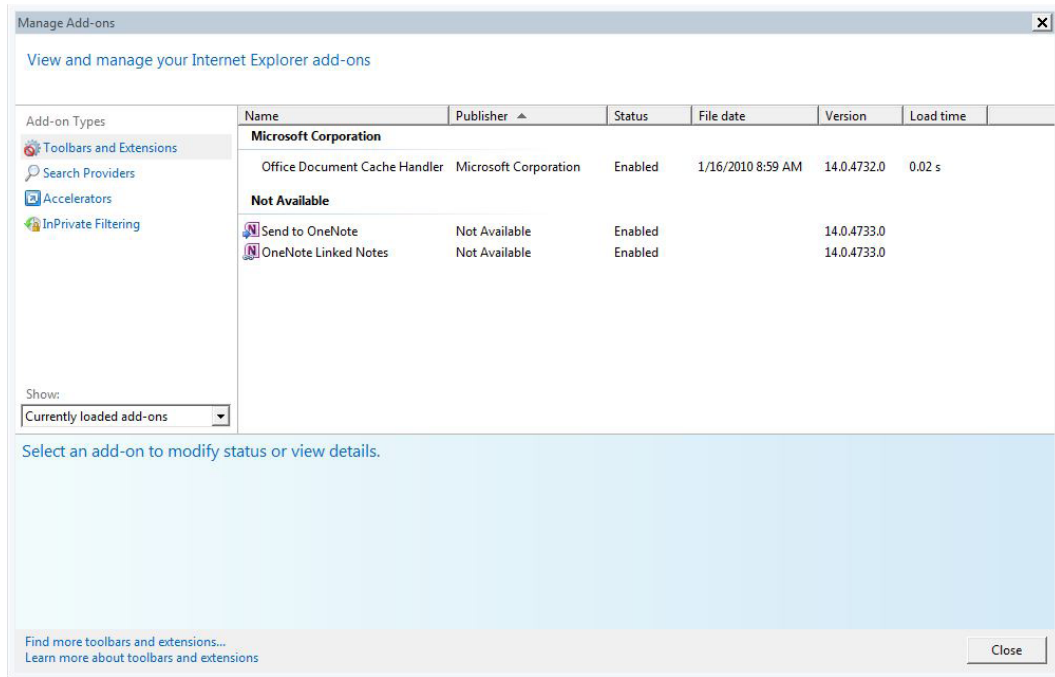 Manage Add-ons
View and manage your Internet Explorer add-ons
Add-on Types
Toolbars and Extensions
Search Providers
Accelerators
InPrivate Filtering
Show:
Currently loaded add-ons
Name Publisher Status File date Version Load time
Microsoft Corporation
Office Document Cache Handler Microsoft Corporation Enabled 1/16/2010 8:59 AM 14.0.4732.0 0.02 s
Not Available
Send to OneNote Not Available Enabled 14.0.4733.0
OneNote Linked Notes Not Available Enabled 14.0.4733.0
Select an add-on to modify status or view details.
Find more toolbars and extensions...
Learn more about toolbars and extensions
Close